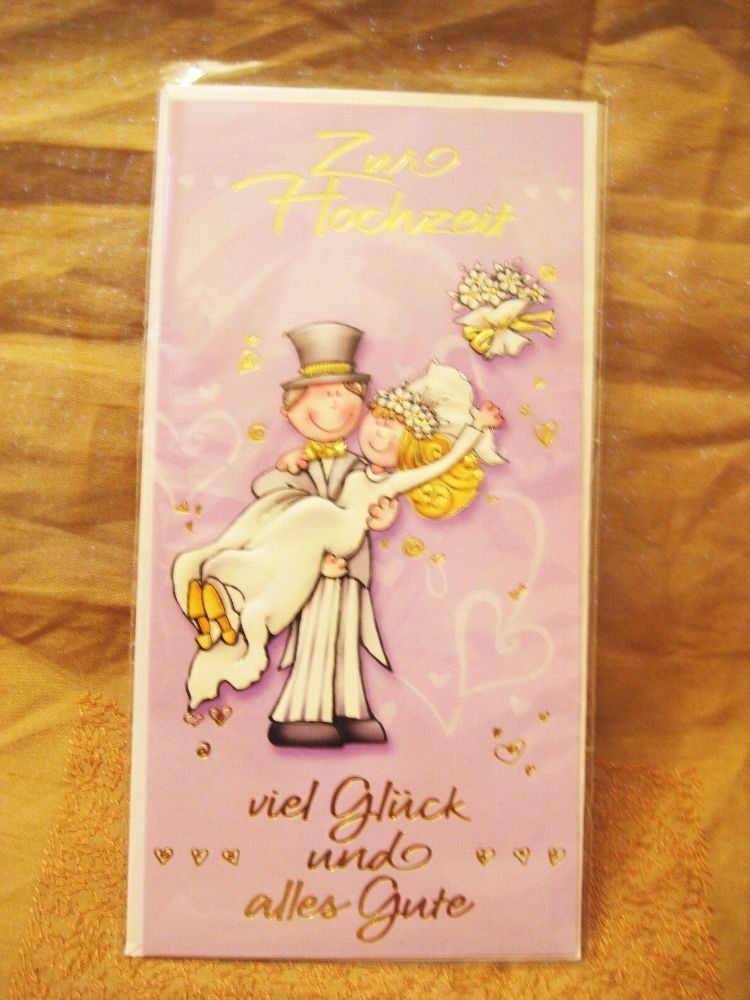 Zur
Hochzeit
viel Glück
und
alles Gute